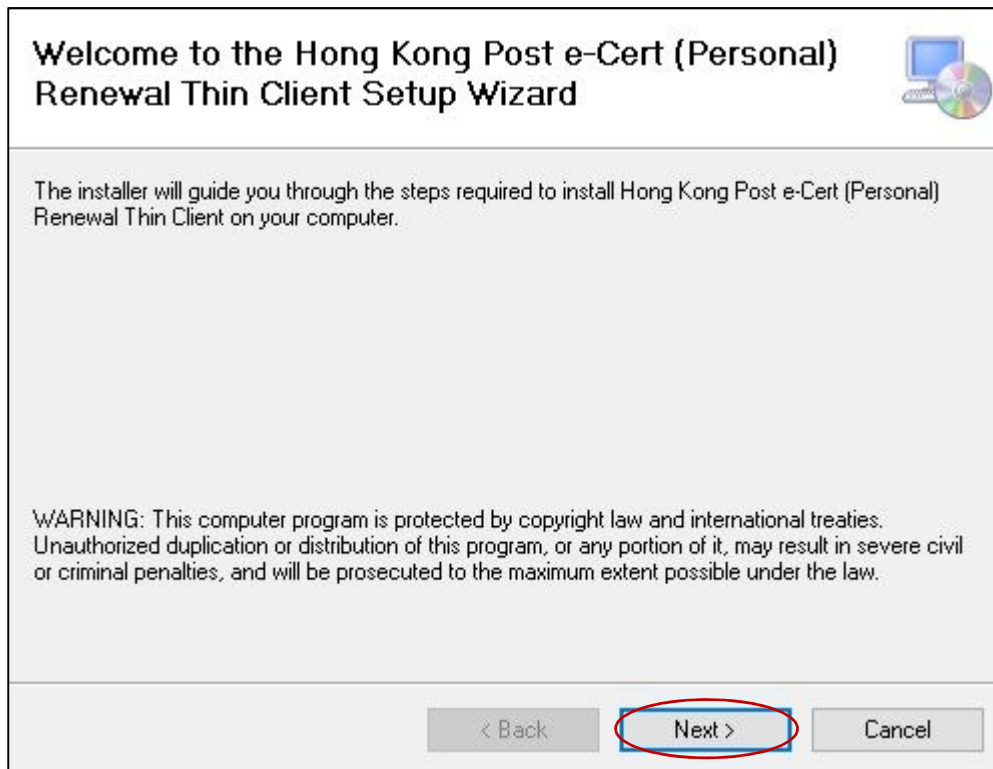 Welcome to the Hong Kong Post e-Cert (Personal)
Renewal Thin Client Setup Wizard
The installer will guide you through the steps required to install Hong Kong Post e-Cert (Personal)
Renewal Thin Client on your computer.
WARNING: This computer program is protected by copyright law and international treaties.
Unauthorized duplication or distribution of this program, or any portion of it, may result in severe civil
or criminal penalties, and will be prosecuted to the maximum extent possible under the law.
< Back
Next >
Cancel